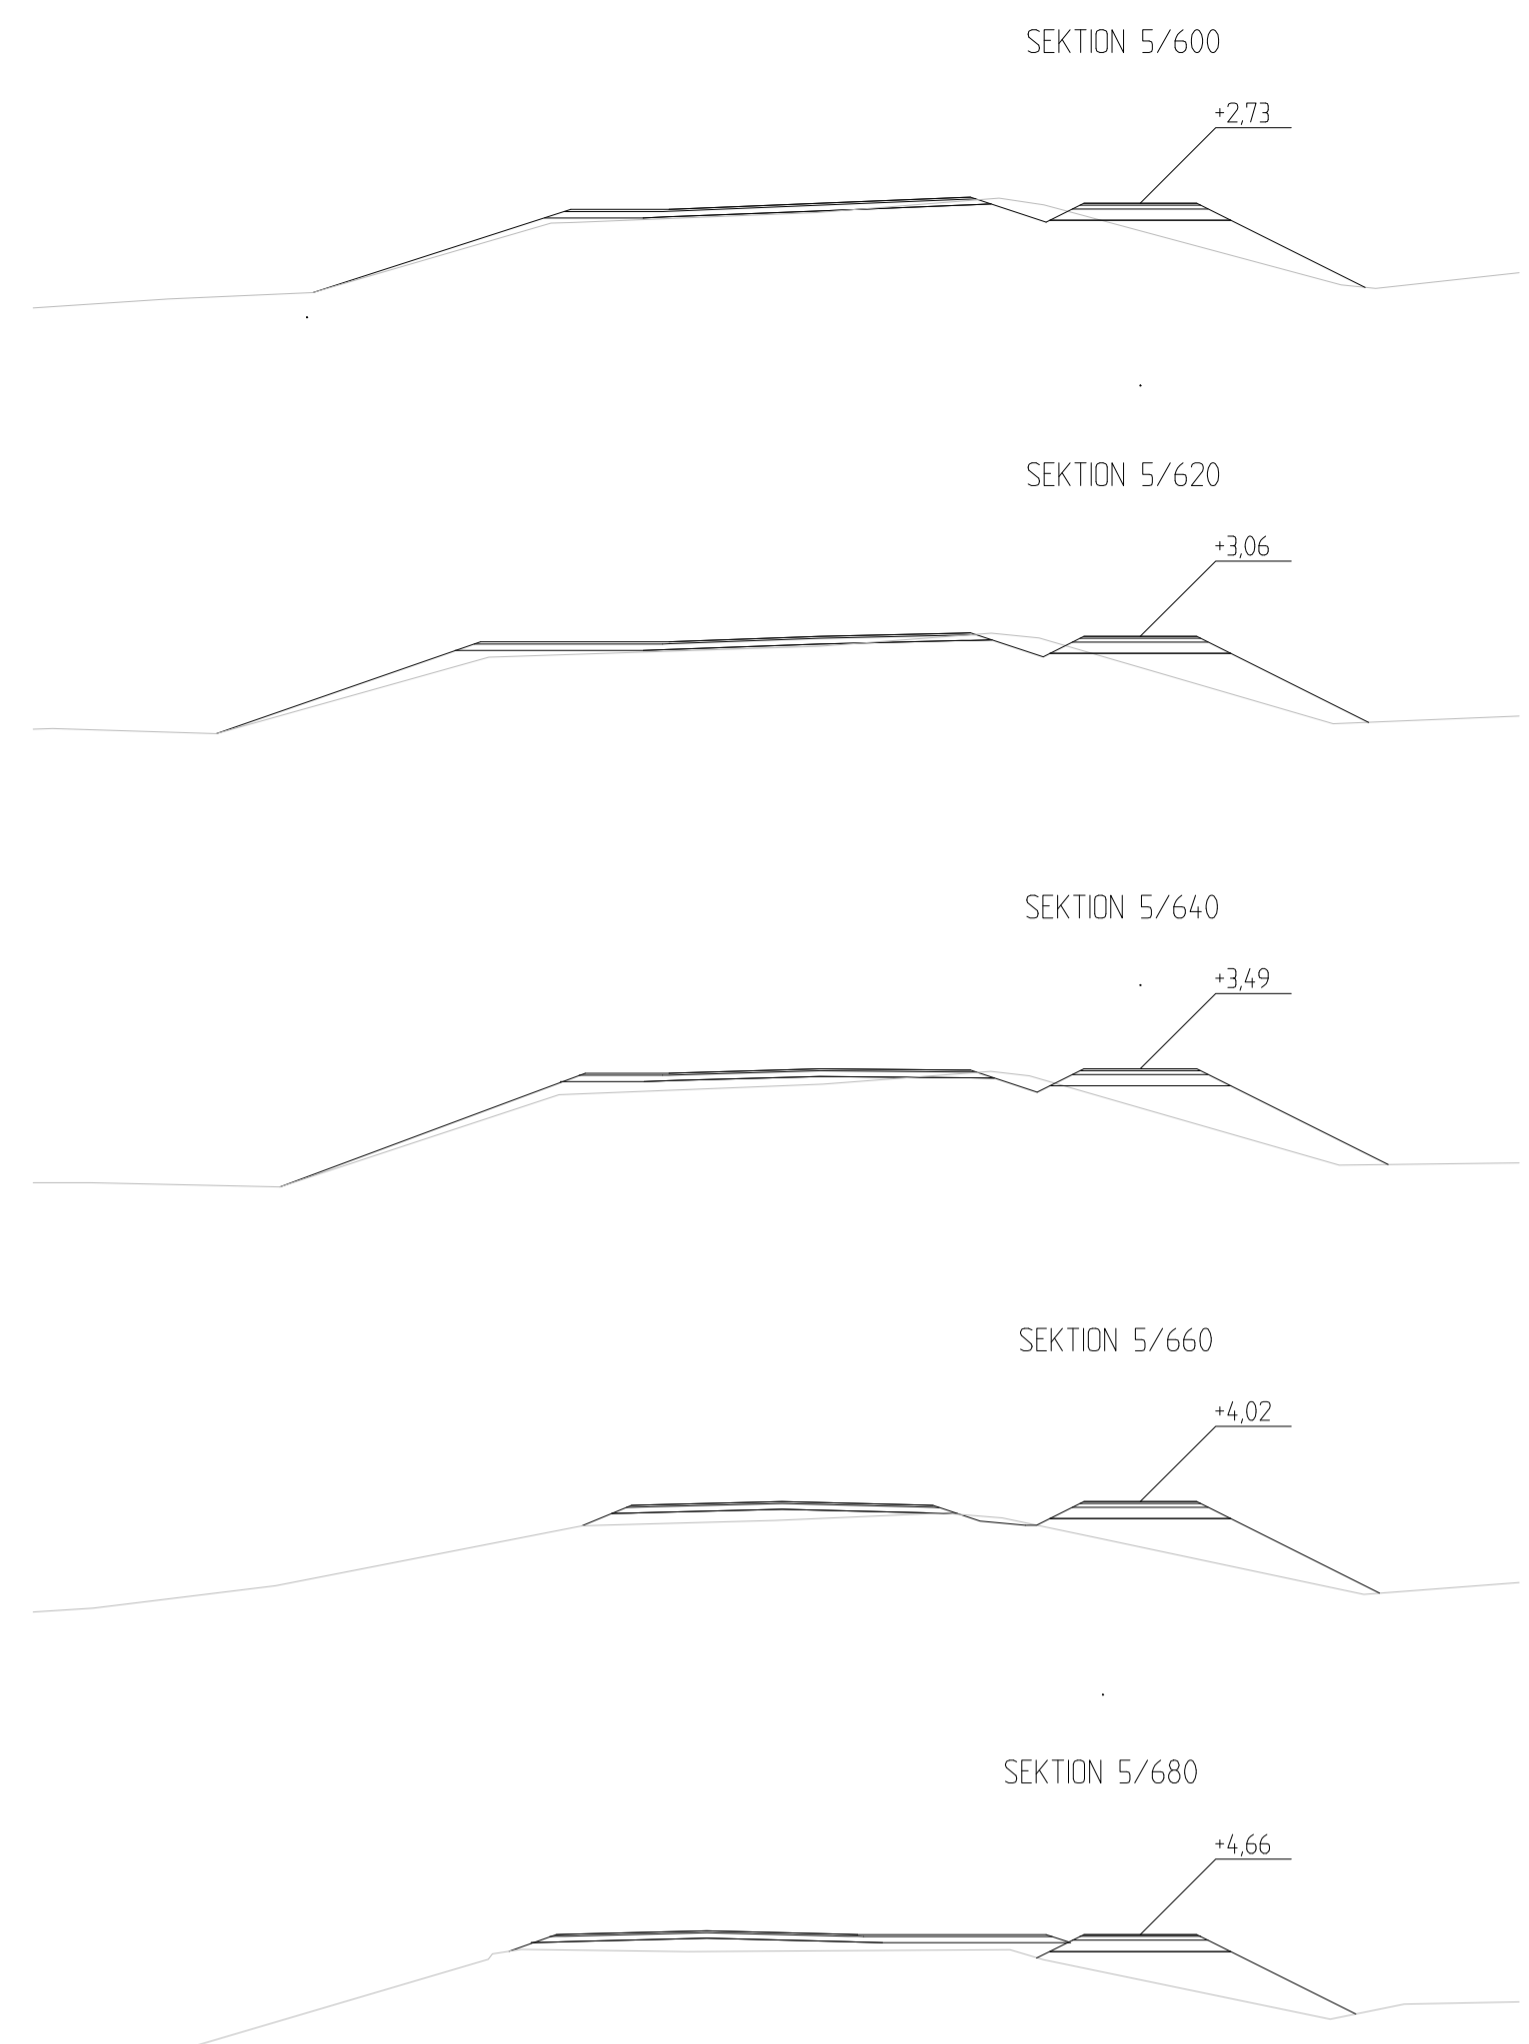 SEKTION 5/600
+2,73
SEKTION 5/620
+3,06
SEKTION 5/640
+3,49
SEKTION 5/660
+4,02
SEKTION 5/680
+4,66